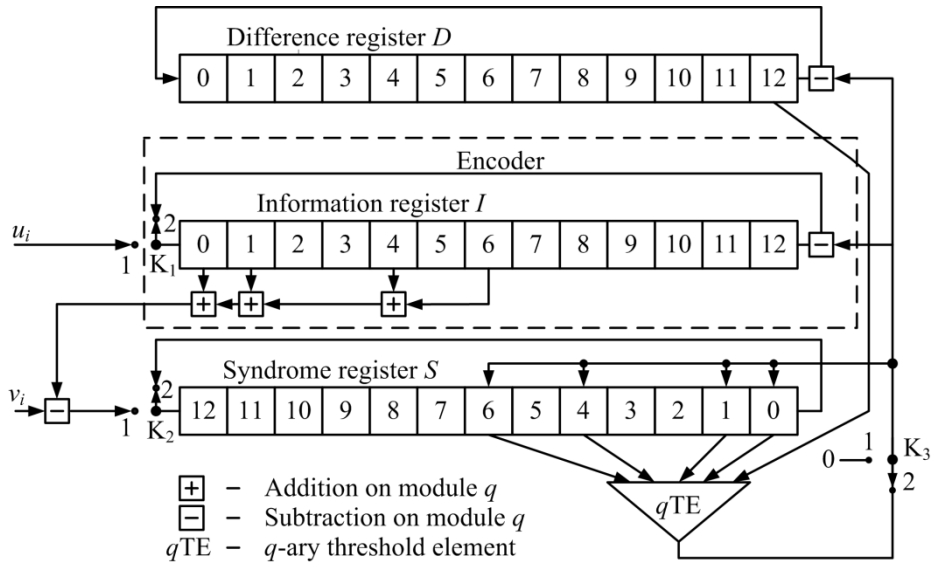 Difference register D
0 1 2 3 4 5 6 7 8 9 10 11 12 −
Encoder
2
Information register I
u_i
1 K₁ 0 1 2 3 4 5 6 7 8 9 10 11 12 −
+ + +
2
Syndrome register S
v_i
− 1 K₂ 12 11 10 9 8 7 6 5 4 3 2 1 0
0 1 K₃
2
qTE
+ – Addition on module q
− – Subtraction on module q
qTE – q-ary threshold element